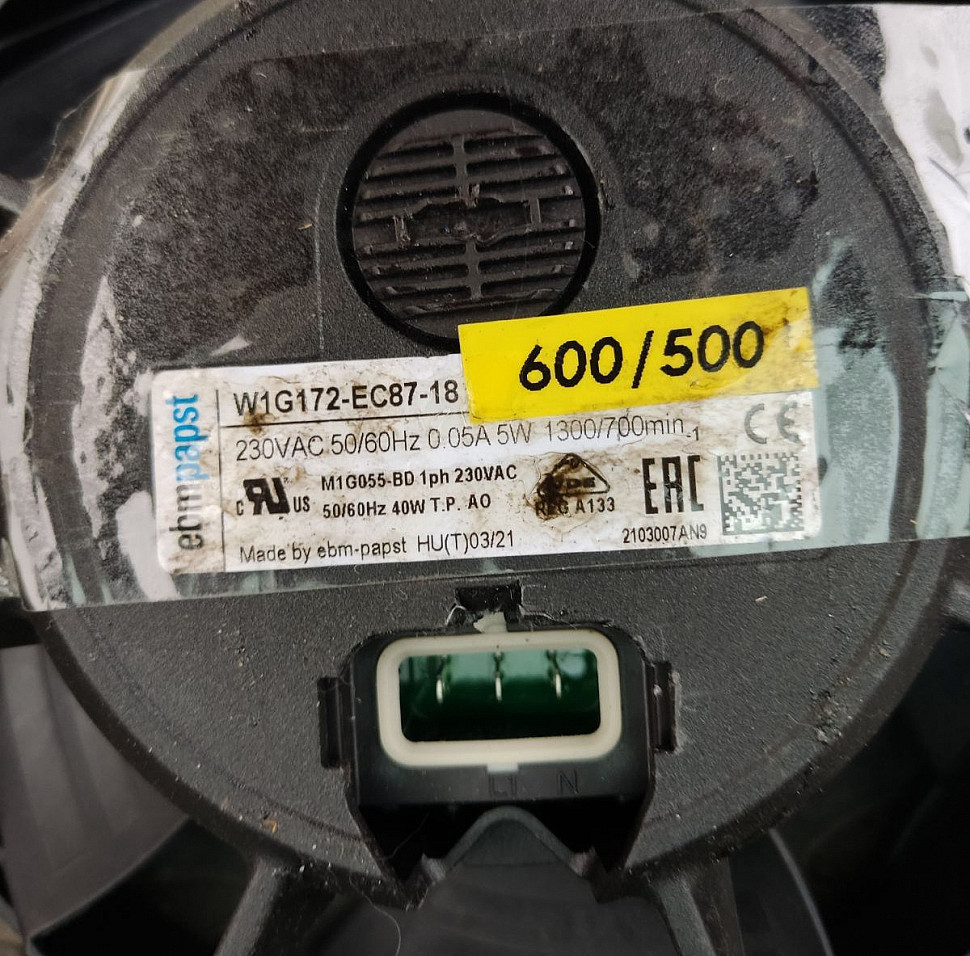 600/500
ebmpapst
W1G172-EC87-18
230VAC 50/60Hz 0.05A 5W 1300/700min-1
CE
c RU US
M1G055-BD 1ph 230VAC
50/60Hz 40W T.P. AO
VDE
REG A133
EAC
Made by ebm-papst HU(T)03/21
2103007AN9
L1 N